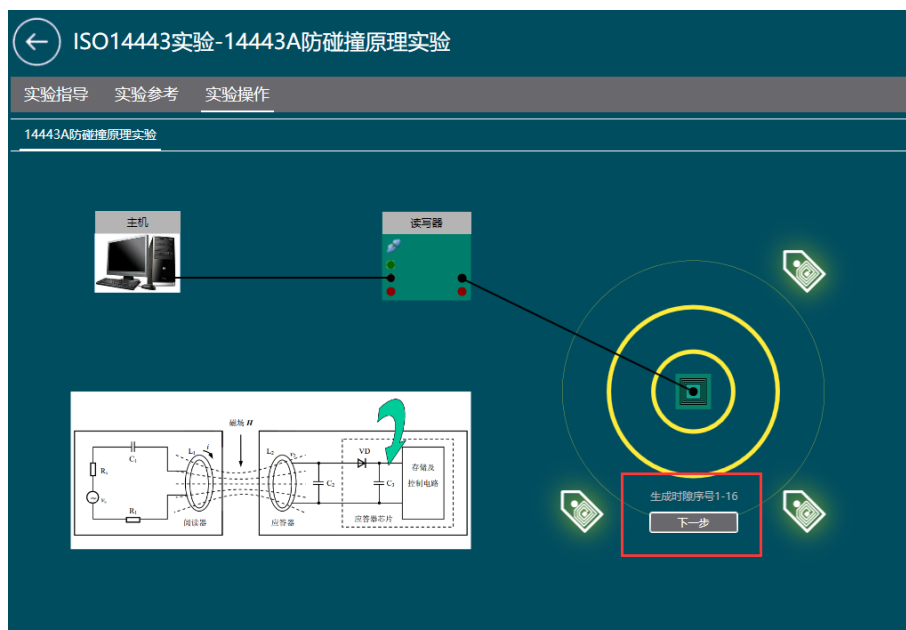 ISO14443实验-14443A防碰撞原理实验
实验指导 实验参考 实验操作
14443A防碰撞原理实验
主机
读写器
磁场 H
C₁
L₁
i
L₂
VD
R₁
C₂
C₃
存储及
控制电路
R₁
阅读器
应答器
应答器芯片
生成时隙序号1-16
下一步